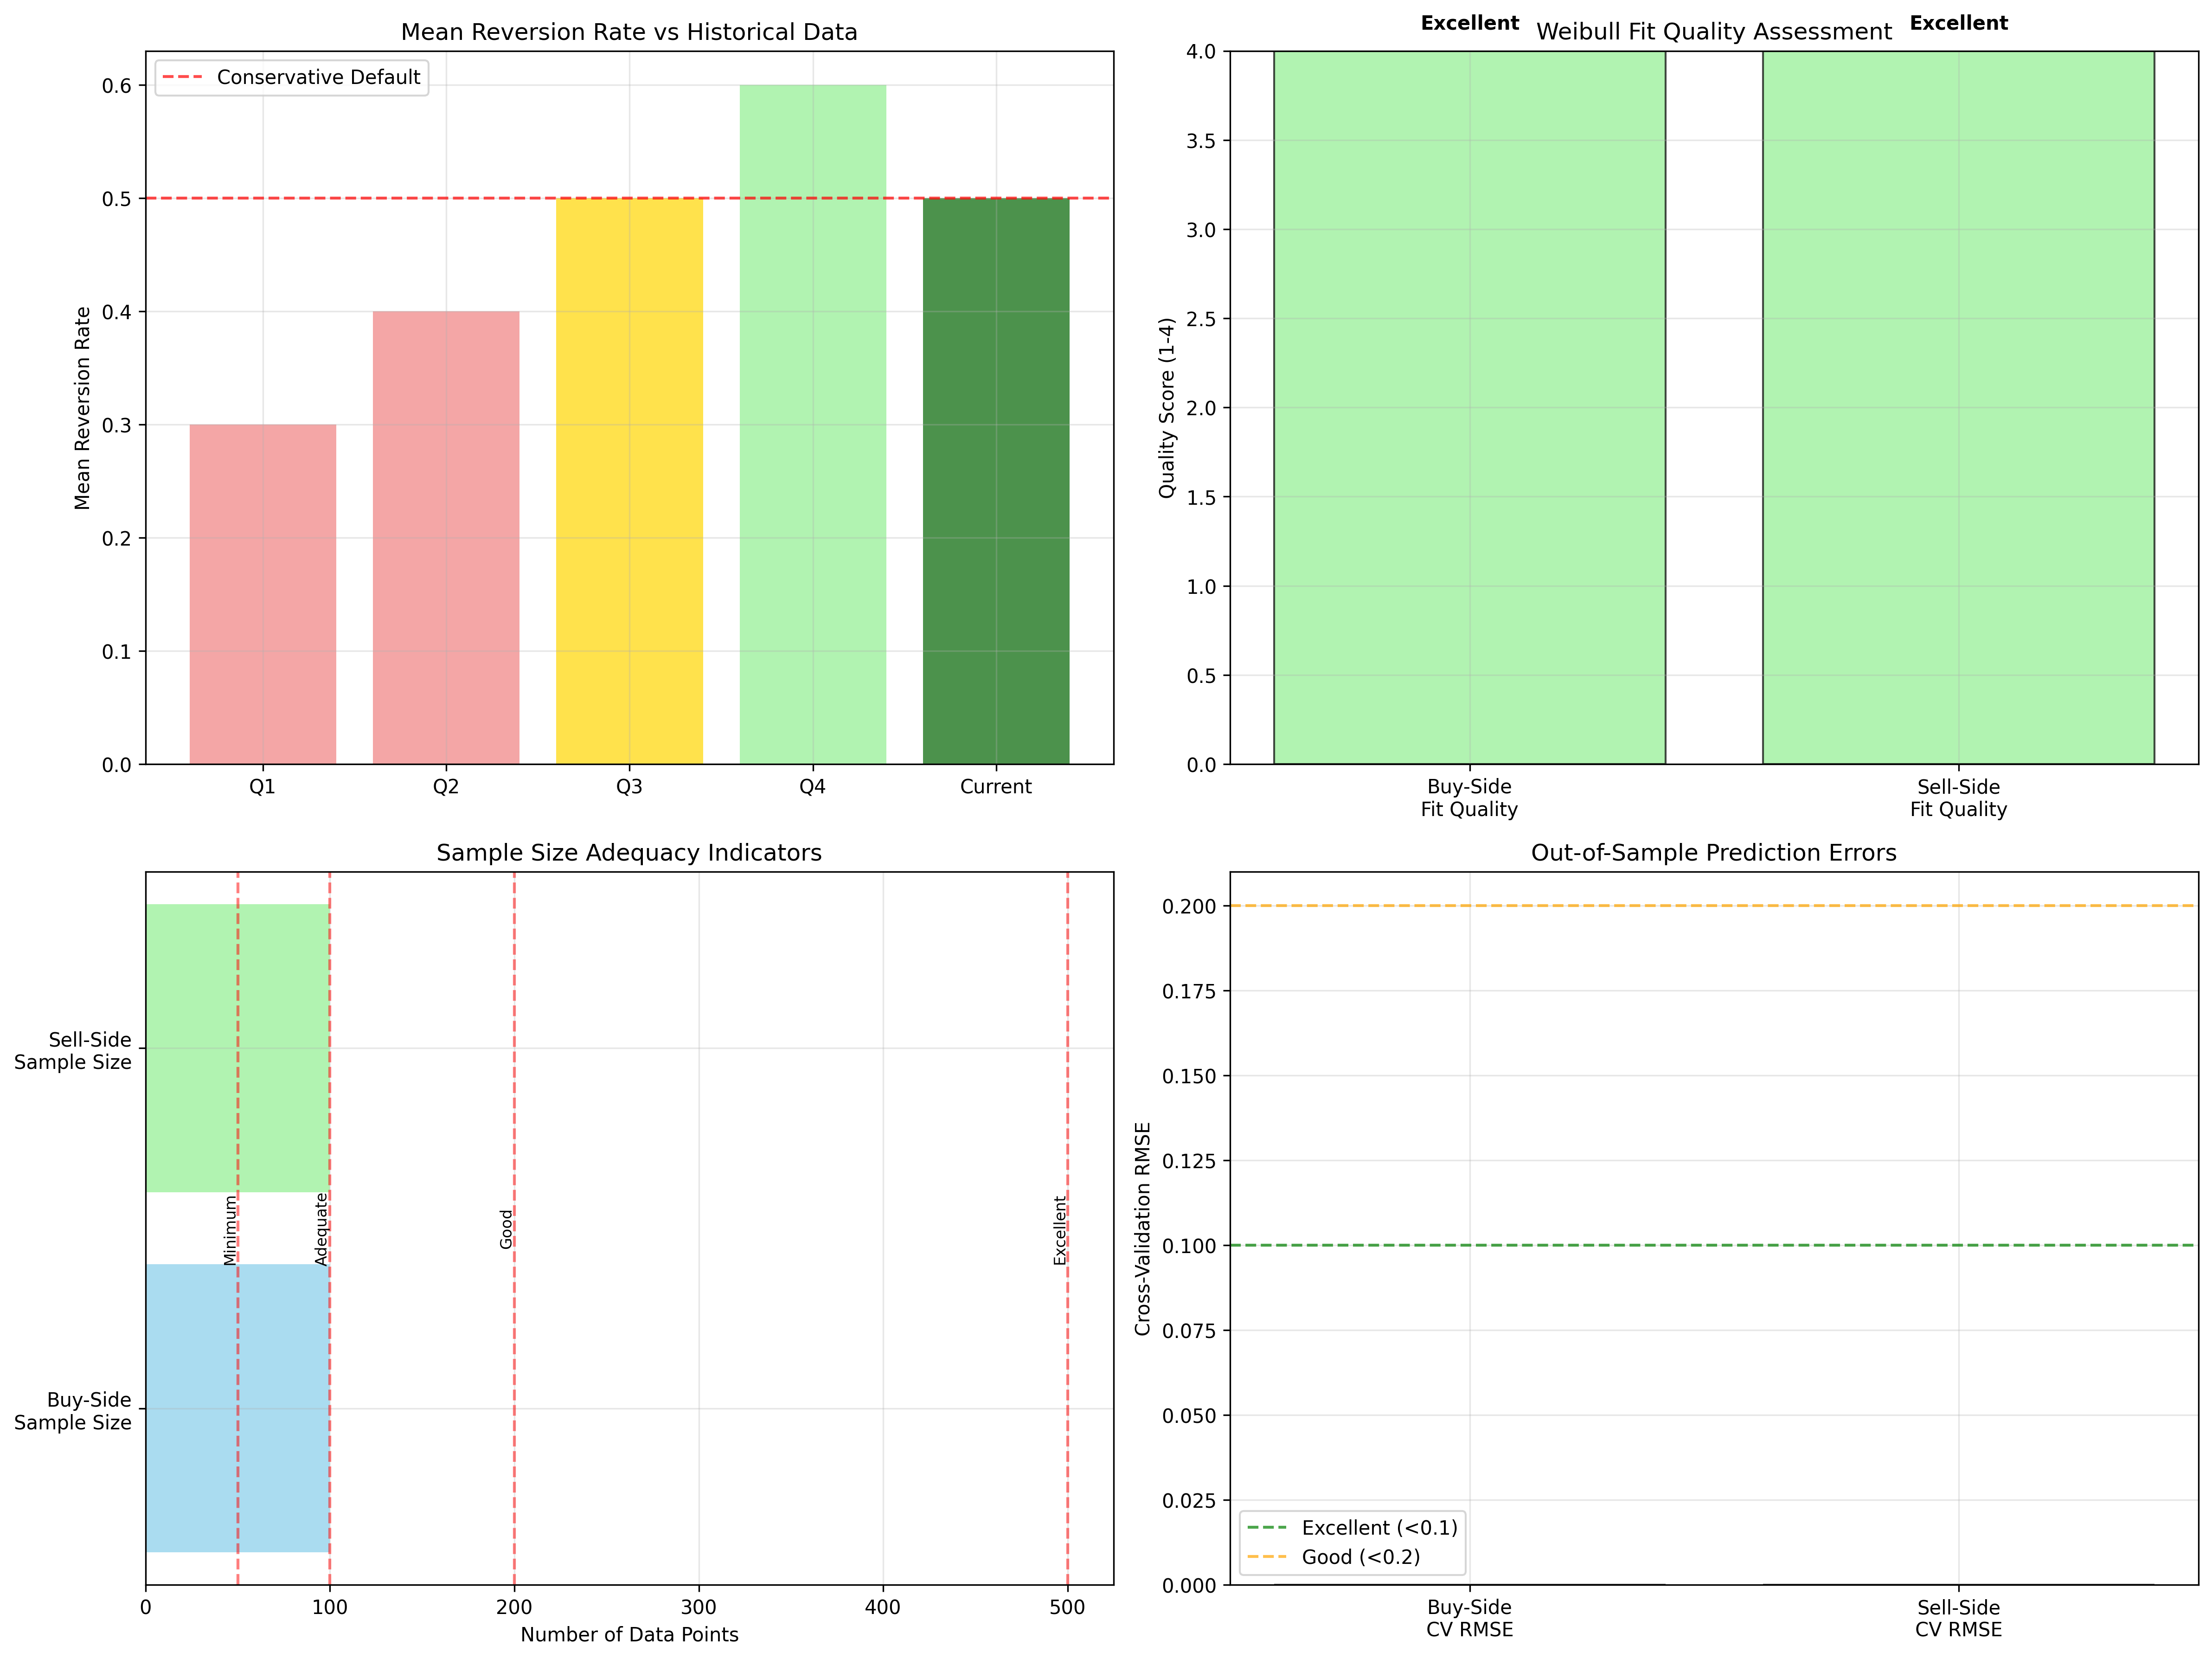 Mean Reversion Rate vs Historical Data
Conservative Default
Mean Reversion Rate
0.6
0.5
0.4
0.3
0.2
0.1
0.0
Q1
Q2
Q3
Q4
Current
Excellent
Weibull Fit Quality Assessment
Excellent
Quality Score (1-4)
4.0
3.5
3.0
2.5
2.0
1.5
1.0
0.5
0.0
Buy-Side
Fit Quality
Sell-Side
Fit Quality
Sample Size Adequacy Indicators
Sell-Side
Sample Size
Buy-Side
Sample Size
Minimum
Adequate
Good
Excellent
0
100
200
300
400
500
Number of Data Points
Out-of-Sample Prediction Errors
Cross-Validation RMSE
0.200
0.175
0.150
0.125
0.100
0.075
0.050
0.025
0.000
Excellent (<0.1)
Good (<0.2)
Buy-Side
CV RMSE
Sell-Side
CV RMSE